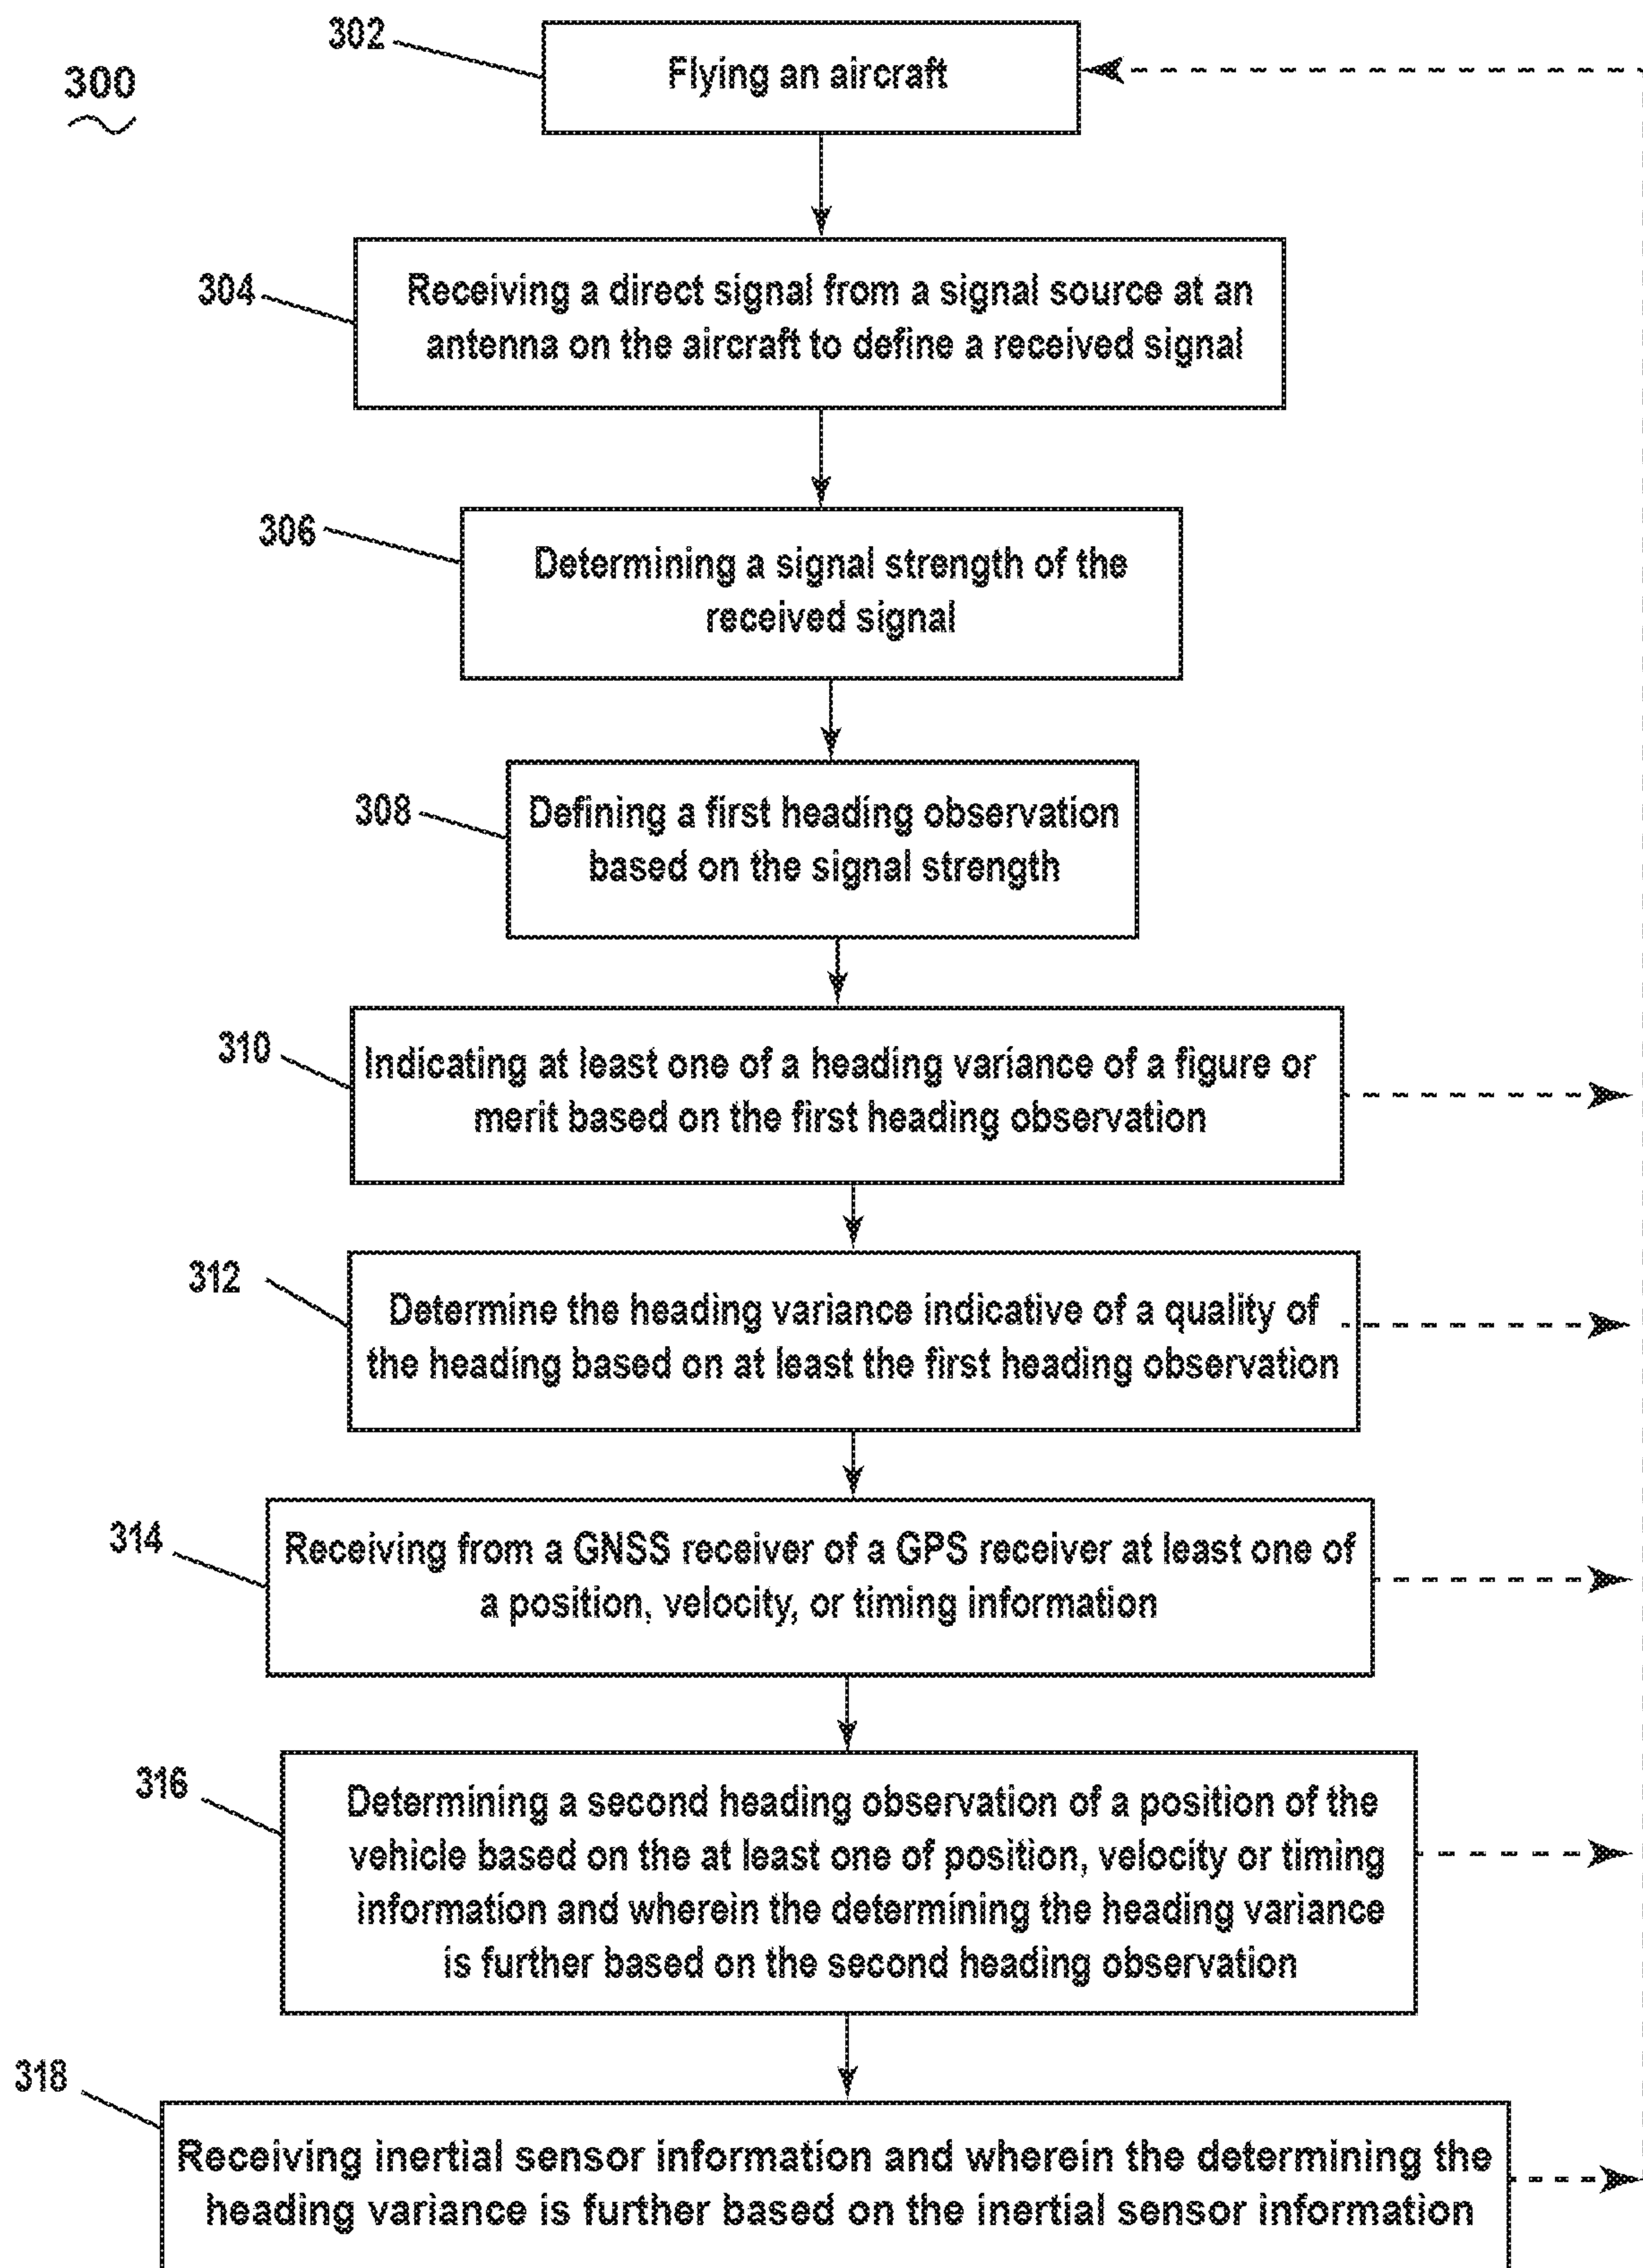 302
Flying an aircraft
300
304
Receiving a direct signal from a signal source at an
antenna on the aircraft to define a received signal
306
Determining a signal strength of the
received signal
308
Defining a first heading observation
based on the signal strength
310
Indicating at least one of a heading variance of a figure or
merit based on the first heading observation
312
Determine the heading variance indicative of a quality of
the heading based on at least the first heading observation
314
Receiving from a GNSS receiver of a GPS receiver at least one of
a position, velocity, or timing information
316
Determining a second heading observation of a position of the
vehicle based on the at least one of position, velocity or timing
information and wherein the determining the heading variance
is further based on the second heading observation
318
Receiving inertial sensor information and wherein the determining the
heading variance is further based on the inertial sensor information